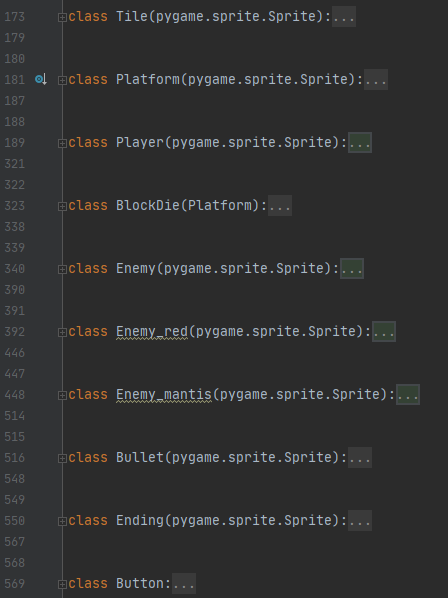 173 class Tile(pygame.sprite.Sprite):...
179
180
181 class Platform(pygame.sprite.Sprite):...
187
188
189 class Player(pygame.sprite.Sprite):...
321
322
323 class BlockDie(Platform):...
338
339
340 class Enemy(pygame.sprite.Sprite):...
390
391
392 class Enemy_red(pygame.sprite.Sprite):...
446
447
448 class Enemy_mantis(pygame.sprite.Sprite):...
514
515
516 class Bullet(pygame.sprite.Sprite):...
548
549
550 class Ending(pygame.sprite.Sprite):...
567
568
569 class Button:...